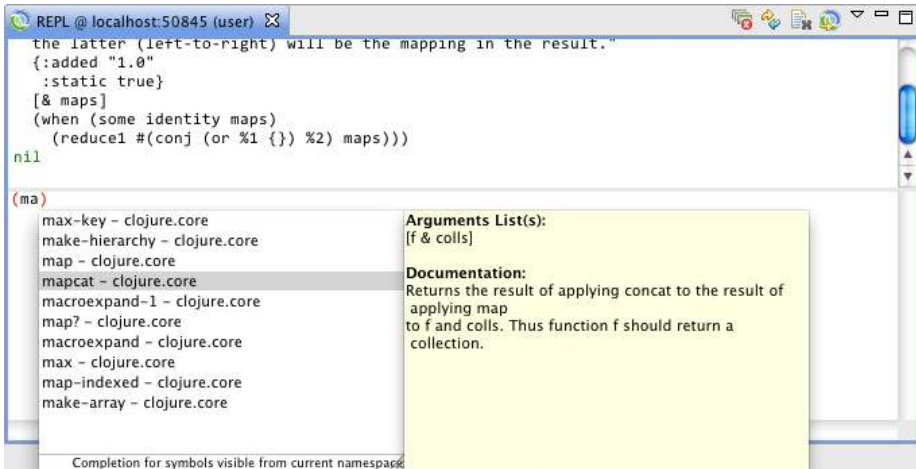 REPL @ localhost:50845 (user)
the latter (left-to-right) will be the mapping in the result."
{:added "1.0"
:static true}
[& maps]
(when (some identity maps)
(reduce1 #(conj (or %1 {}) %2) maps)))
nil
(ma)
max-key – clojure.core
make-hierarchy – clojure.core
map – clojure.core
mapcat – clojure.core
macroexpand-1 – clojure.core
map? – clojure.core
macroexpand – clojure.core
max – clojure.core
map-indexed – clojure.core
make-array – clojure.core
Completion for symbols visible from current namespace
Arguments List(s):
[f & colls]
Documentation:
Returns the result of applying concat to the result of
applying map
to f and colls. Thus function f should return a
collection.